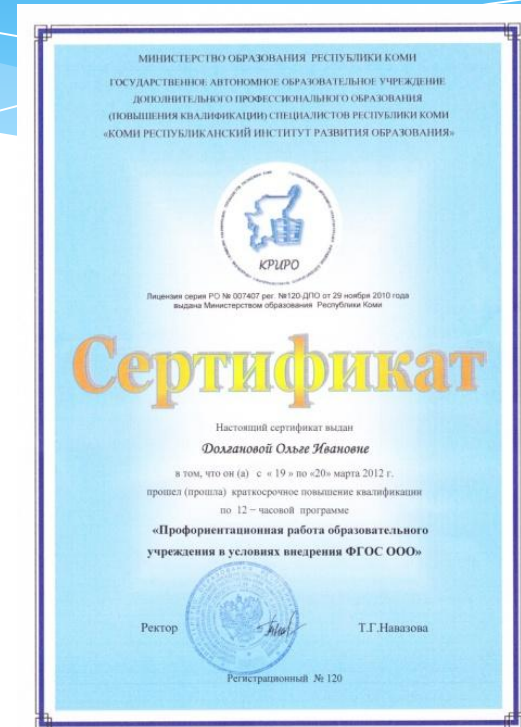 МИНИСТЕРСТВО ОБРАЗОВАНИЯ РЕСПУБЛИКИ КОМИ
ГОСУДАРСТВЕННОЕ АВТОНОМНОЕ ОБРАЗОВАТЕЛЬНОЕ УЧРЕЖДЕНИЕ
ДОПОЛНИТЕЛЬНОГО ПРОФЕССИОНАЛЬНОГО ОБРАЗОВАНИЯ
(ПОВЫШЕНИЯ КВАЛИФИКАЦИИ) СПЕЦИАЛИСТОВ РЕСПУБЛИКИ КОМИ
«КОМИ РЕСПУБЛИКАНСКИЙ ИНСТИТУТ РАЗВИТИЯ ОБРАЗОВАНИЯ»
КРИРО
Лицензия серия РО № 007407 рег. №120-ДПО от 29 ноября 2010 года
выдана Министерством образования Республики Коми
Сертификат
Настоящий сертификат выдан
Долгановой Ольге Ивановне
в том, что он (а) с « 19 » по «20» марта 2012 г.
прошел (прошла) краткосрочное повышение квалификации
по 12 – часовой программе
«Профориентационная работа образовательного
учреждения в условиях внедрения ФГОС ООО»
Ректор Т.Г.Навазова
Регистрационный № 120